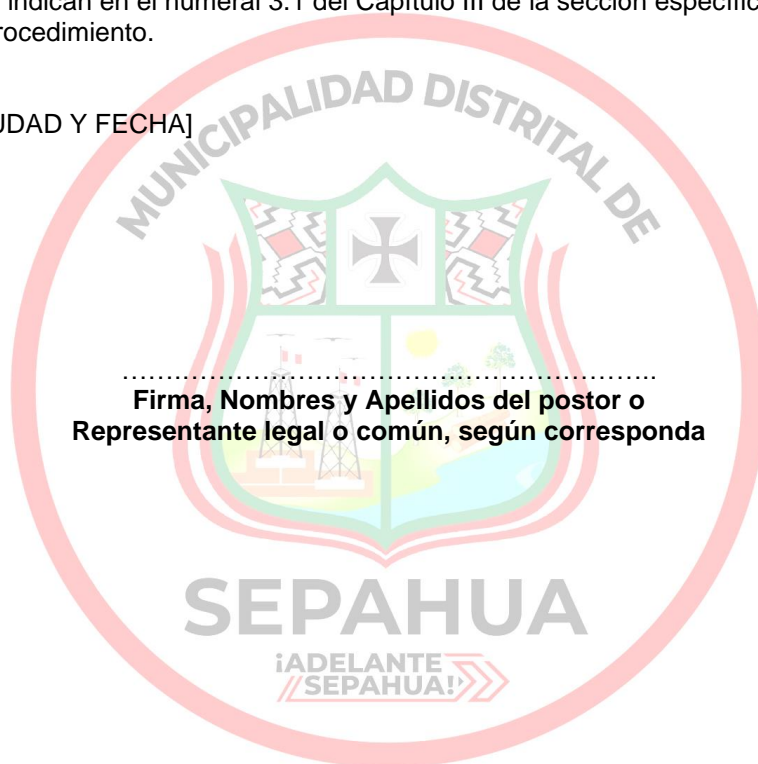 indican en el numeral 3.1 del Capítulo III de la sección específic
rocedimiento.
UDAD Y FECHA]
MUNICIPALIDAD DISTRITAL DE
……………………………………………………..
Firma, Nombres y Apellidos del postor o
Representante legal o común, según corresponda
SEPAHUA
¡ADELANTE
SEPAHUA!